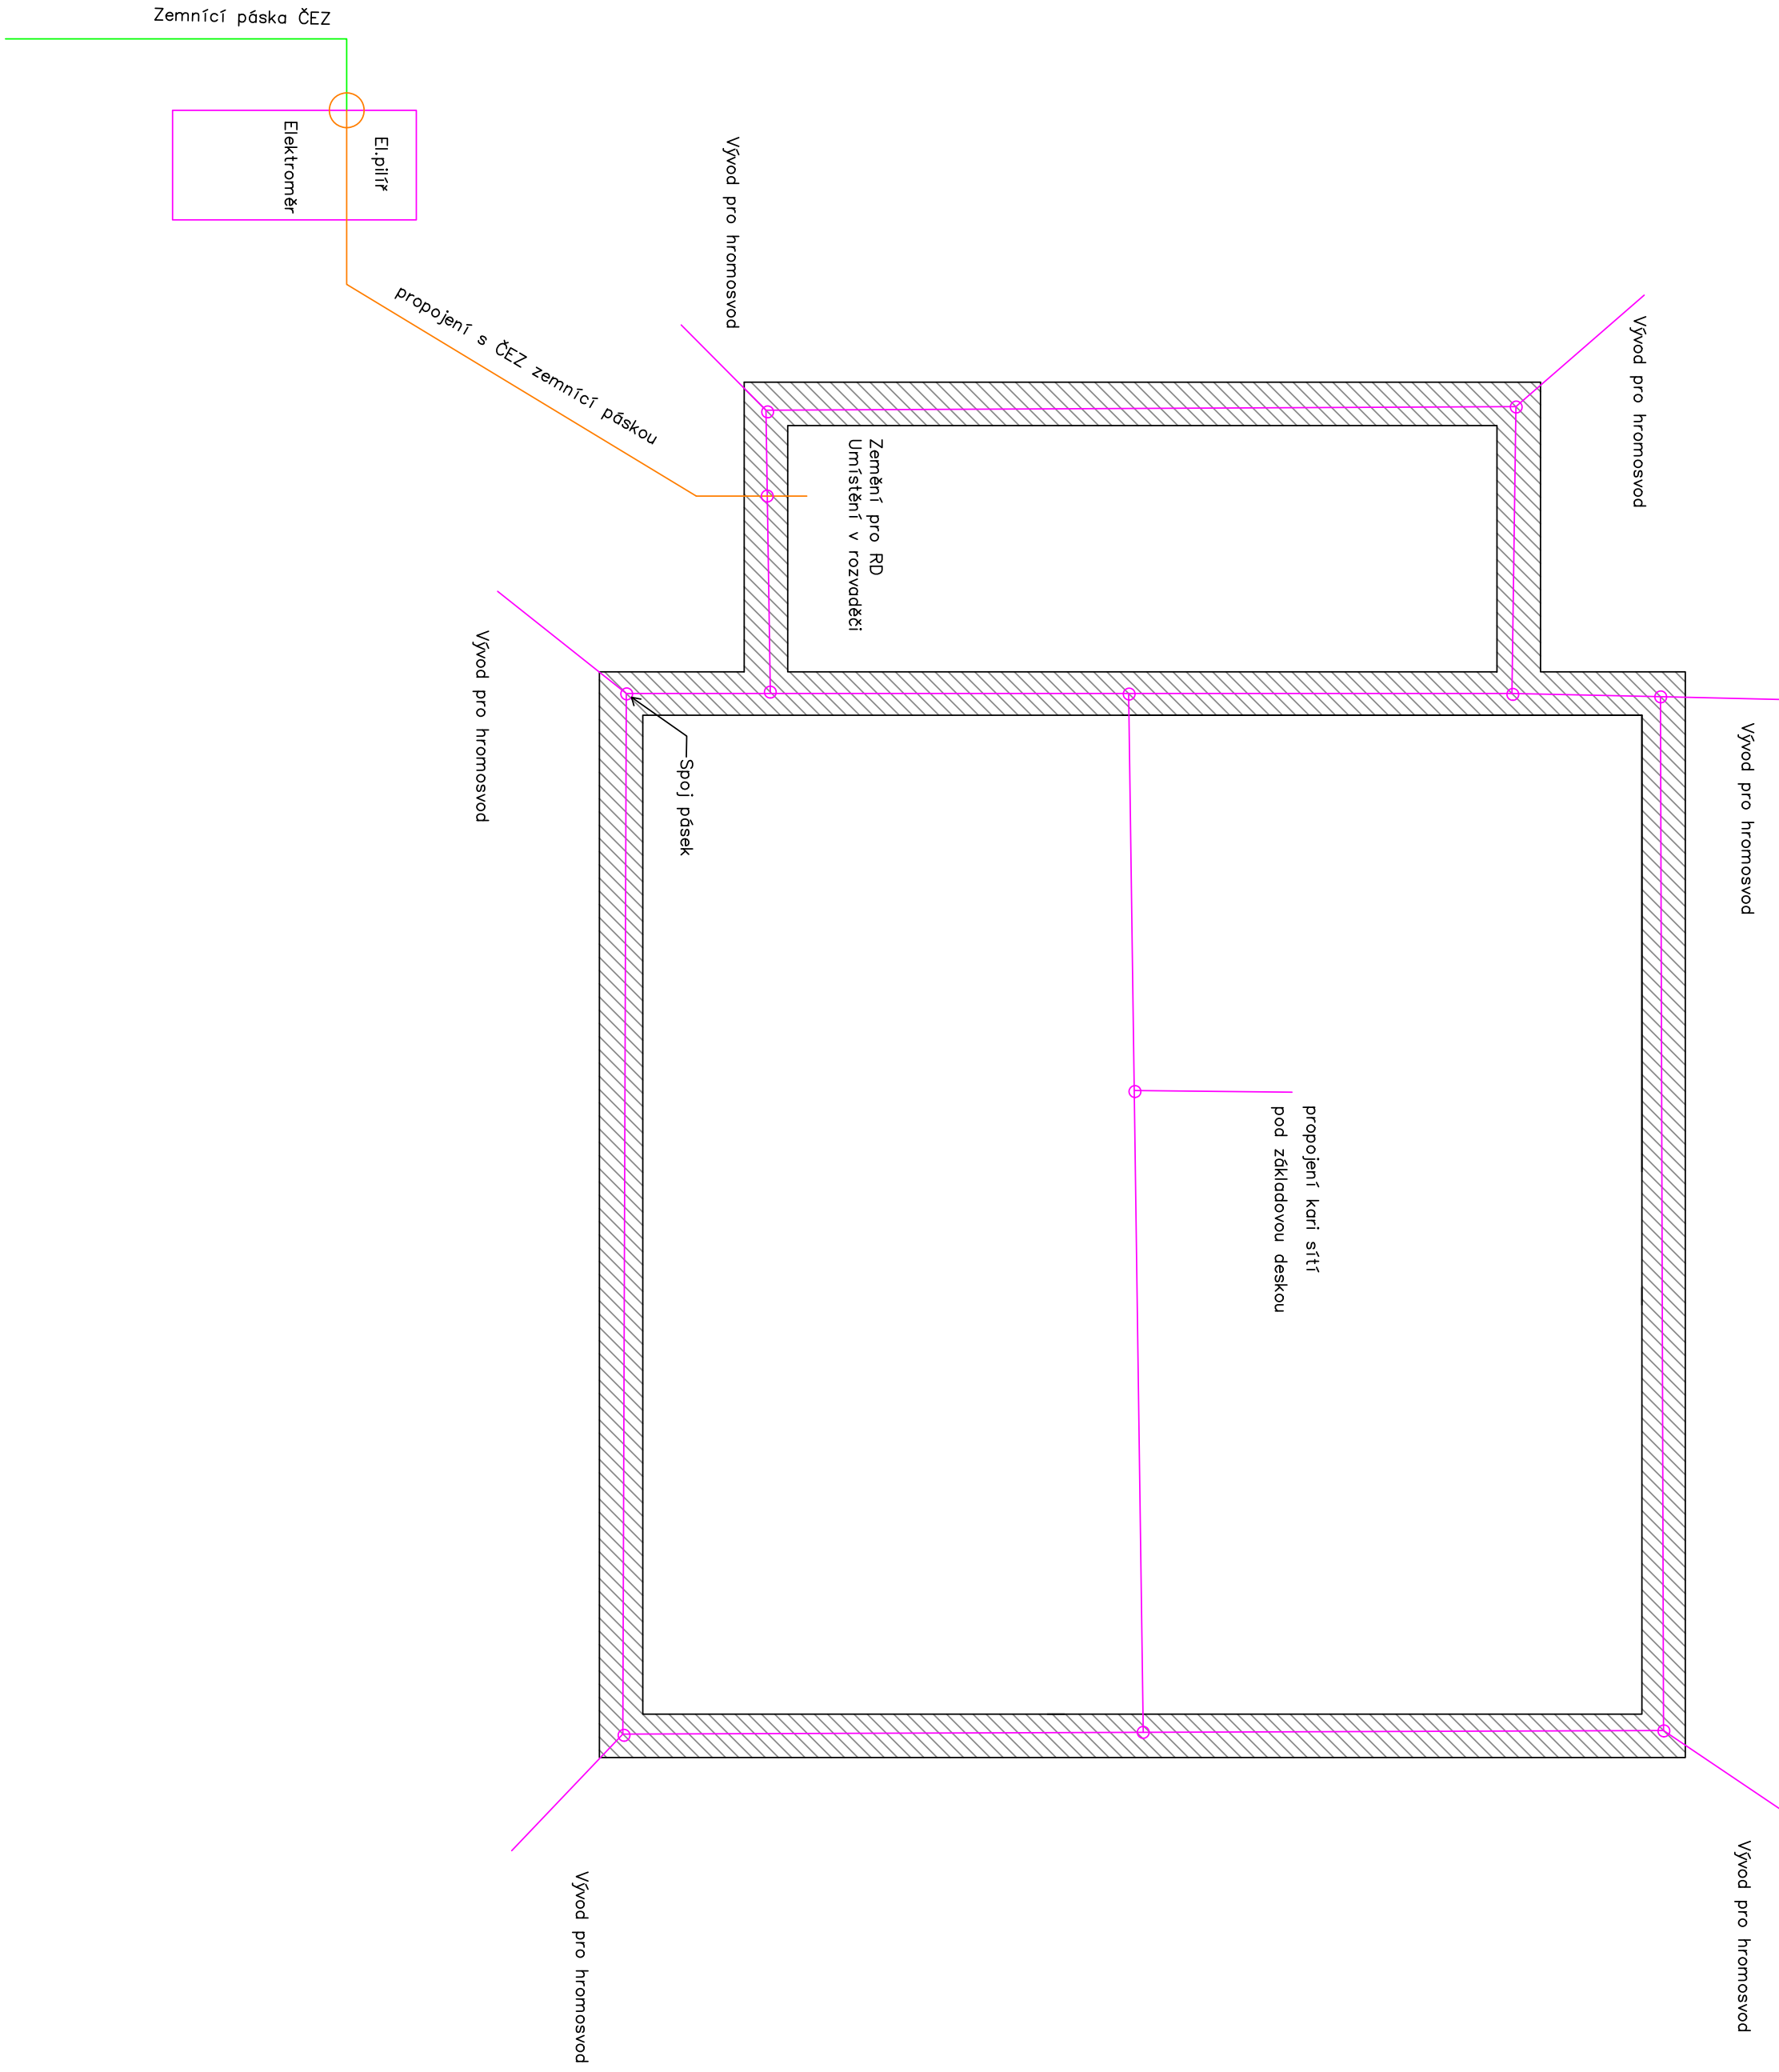 Zemnící páska ČEZ
El.pilíř
Elektroměr
propojení s ČEZ zemnící páskou
Vývod pro hromosvod
Vývod pro hromosvod
Zemění pro RD
Umístění v rozvaděči
Vývod pro hromosvod
Vývod pro hromosvod
Spoj pásek
propojení kari sítí
pod základovou deskou
Vývod pro hromosvod
Vývod pro hromosvod